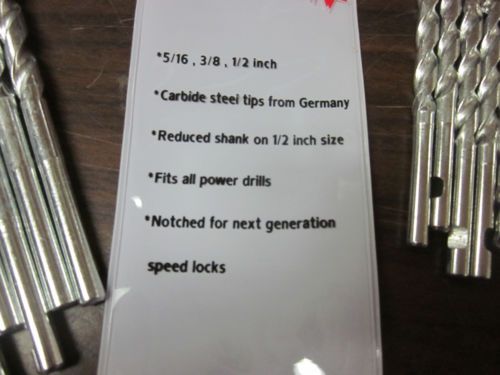 *5/16 , 3/8 , 1/2 inch
*Carbide steel tips from Germany
*Reduced shank on 1/2 inch size
*Fits all power drills
*Notched for next generation
speed locks